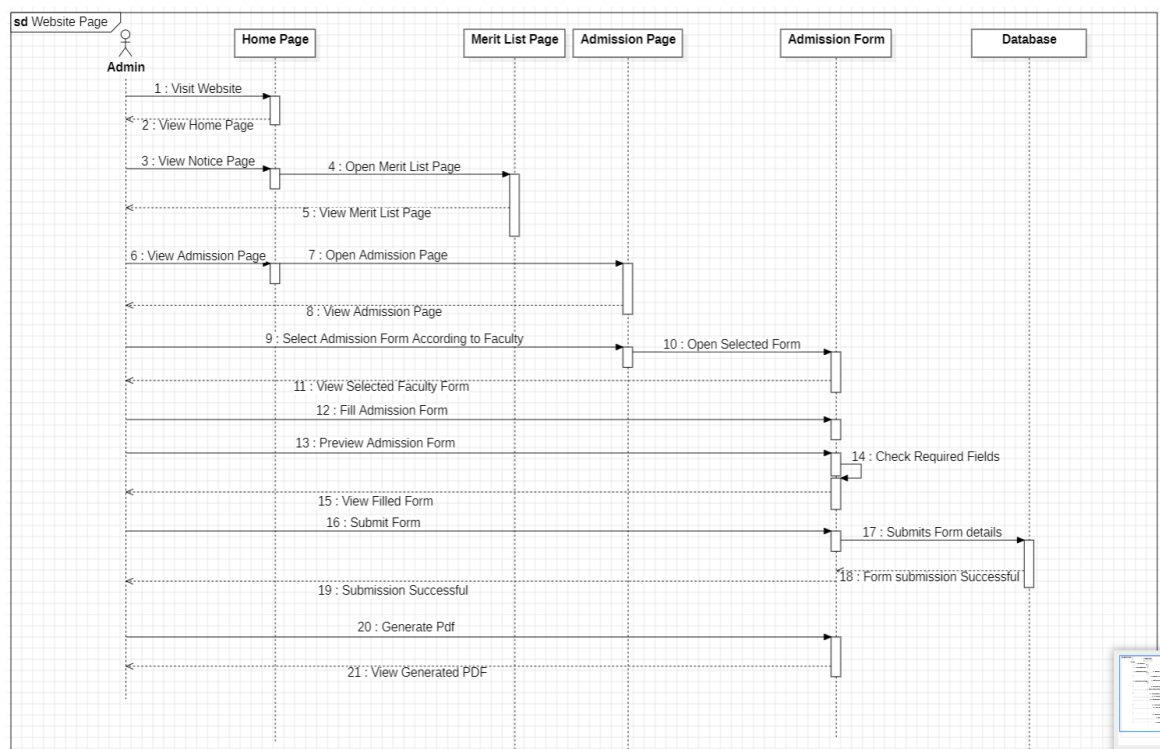 sd Website Page
Admin
Home Page
Merit List Page
Admission Page
Admission Form
Database
1 : Visit Website
2 : View Home Page
3 : View Notice Page
4 : Open Merit List Page
5 : View Merit List Page
6 : View Admission Page
7 : Open Admission Page
8 : View Admission Page
9 : Select Admission Form According to Faculty
10 : Open Selected Form
11 : View Selected Faculty Form
12 : Fill Admission Form
13 : Preview Admission Form
14 : Check Required Fields
15 : View Filled Form
16 : Submit Form
17 : Submits Form details
18 : Form submission Successful
19 : Submission Successful
20 : Generate Pdf
21 : View Generated PDF